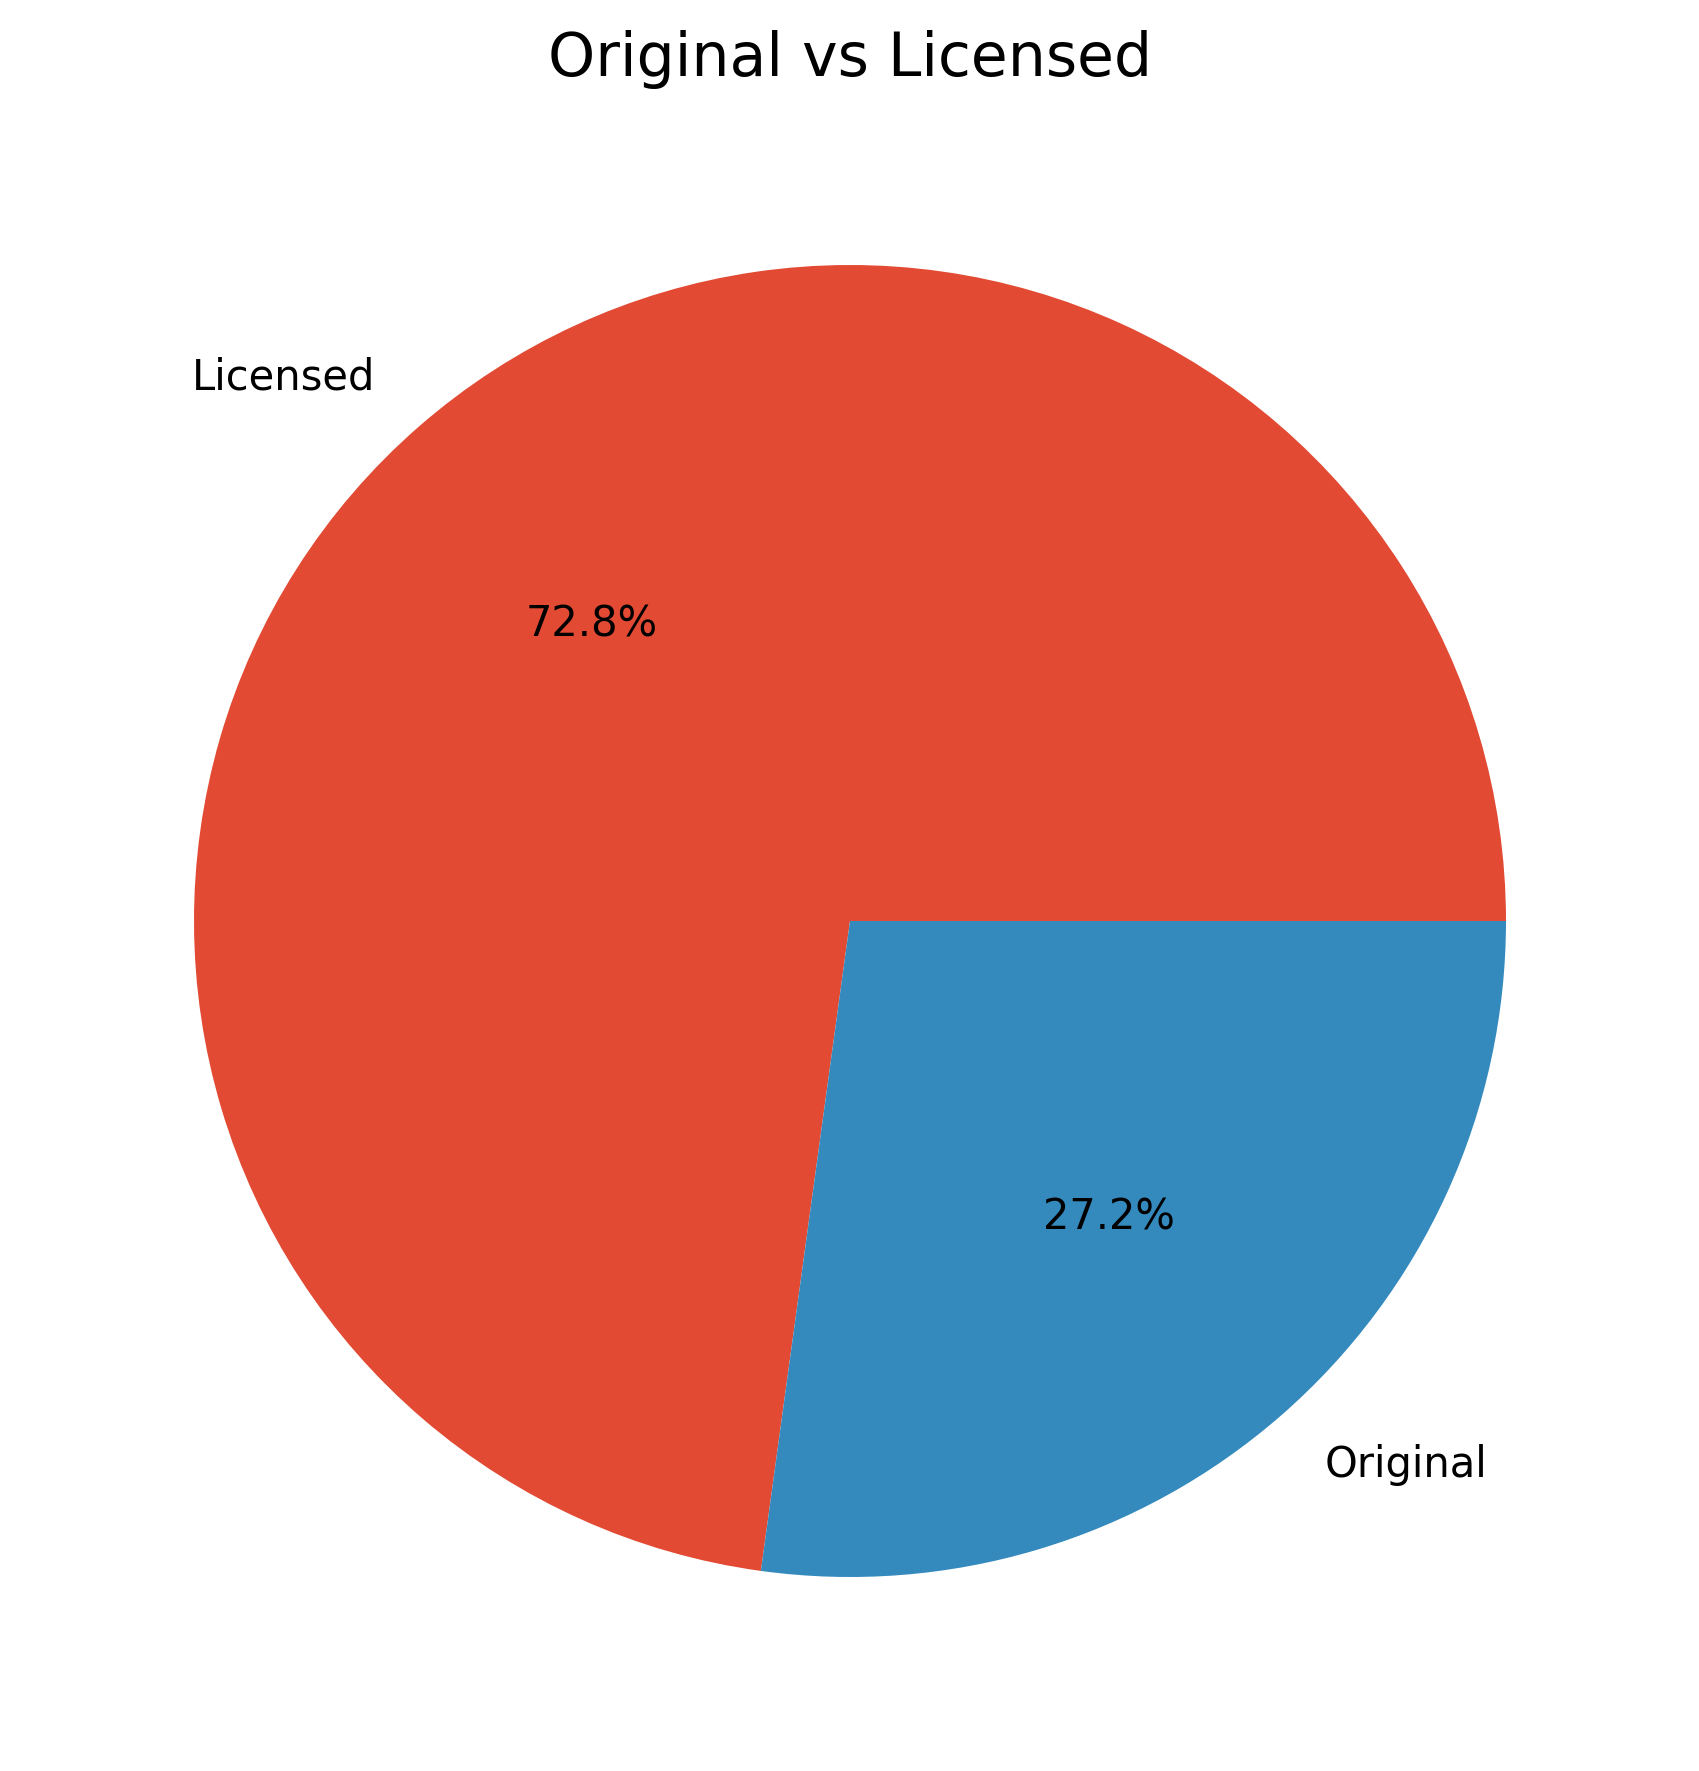 Original vs Licensed
Licensed
72.8%
27.2%
Original